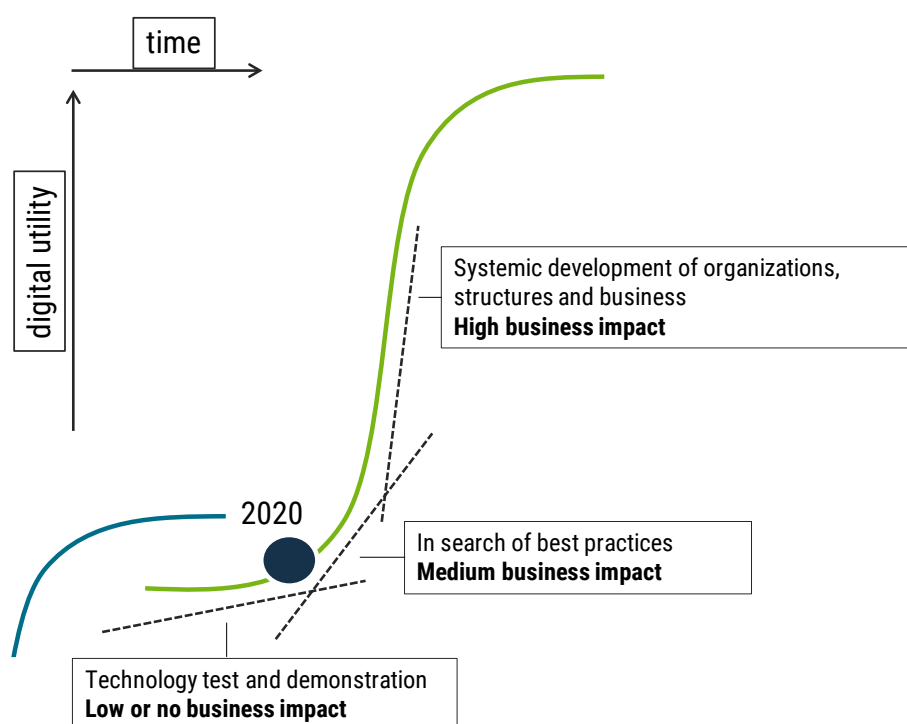 time
digital utility
Systemic development of organizations,
structures and business
High business impact
2020
In search of best practices
Medium business impact
Technology test and demonstration
Low or no business impact